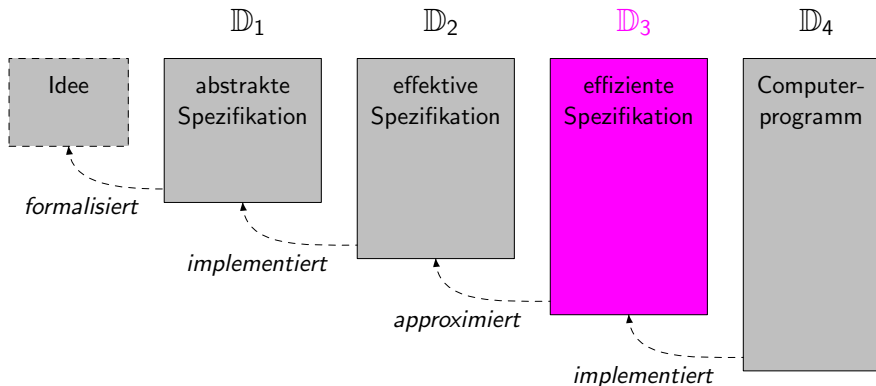 𝔻1
𝔻2
𝔻3
𝔻4
Idee
abstrakte
Spezifikation
effektive
Spezifikation
effiziente
Spezifikation
Computer-
programm
formalisiert
implementiert
approximiert
implementiert